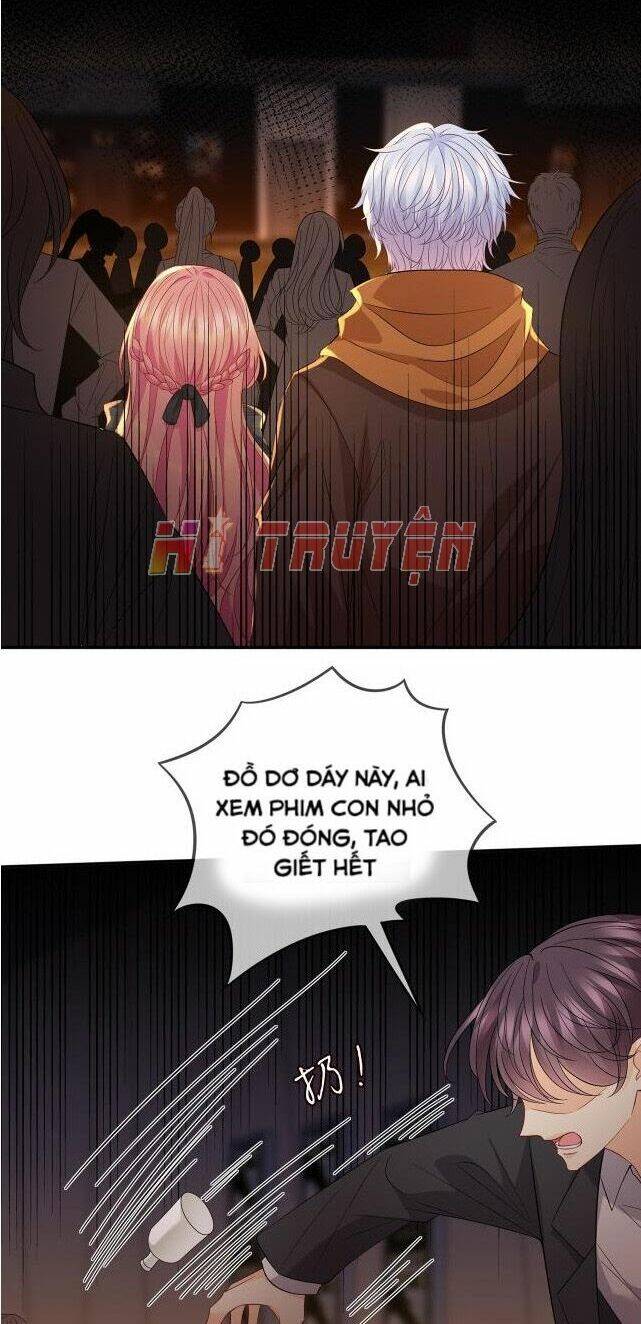 HI TRUYỆN
ĐỒ DƠ DÁY NÀY, AI
XEM PHIM CON NHỎ
ĐÓ ĐÓNG, TAO
GIẾT HẾT
扔!